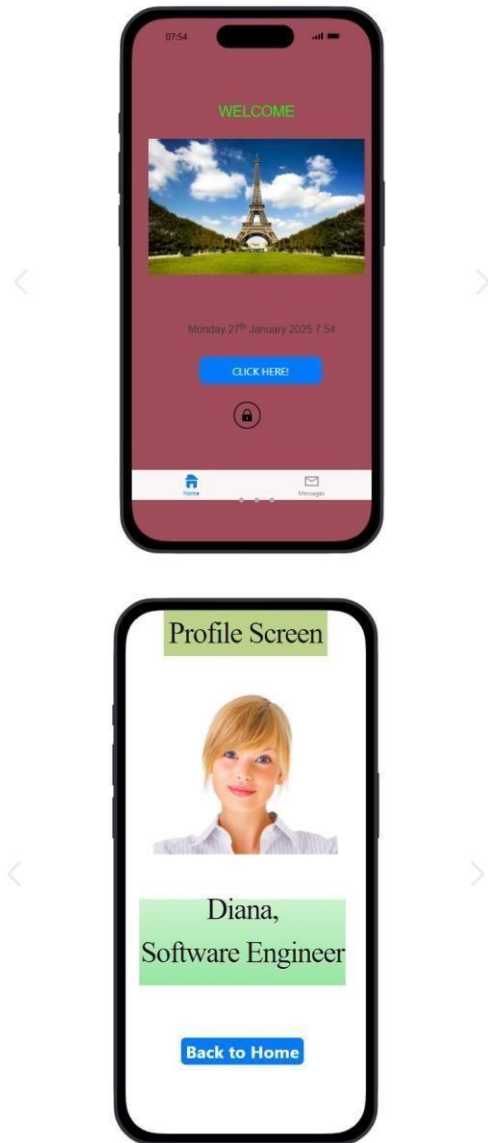 07:54
WELCOME
Monday 27th January 2025 7:54
CLICK HERE!
Home
Messages
Profile Screen
Diana,
Software Engineer
Back to Home